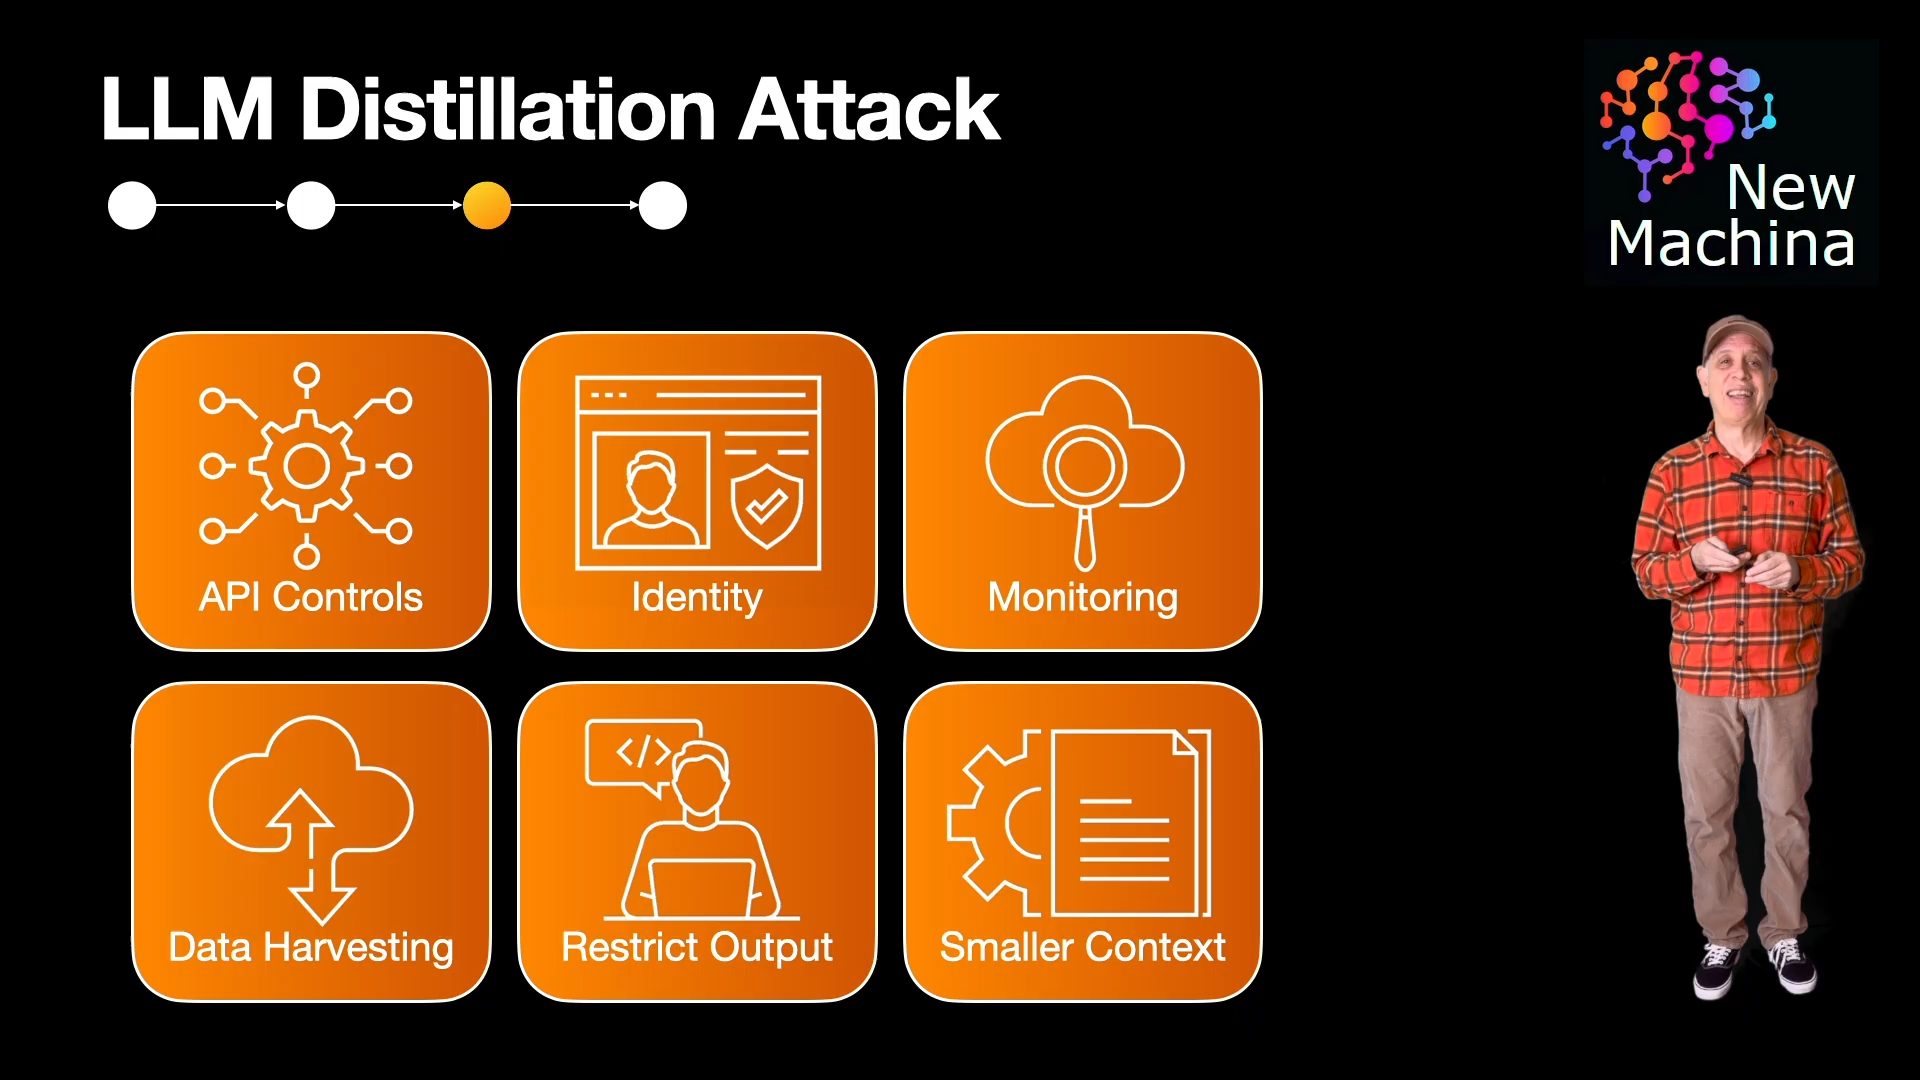 LLM Distillation Attack
New
Machina
API Controls
Identity
Monitoring
</>
Data Harvesting
Restrict Output
Smaller Context